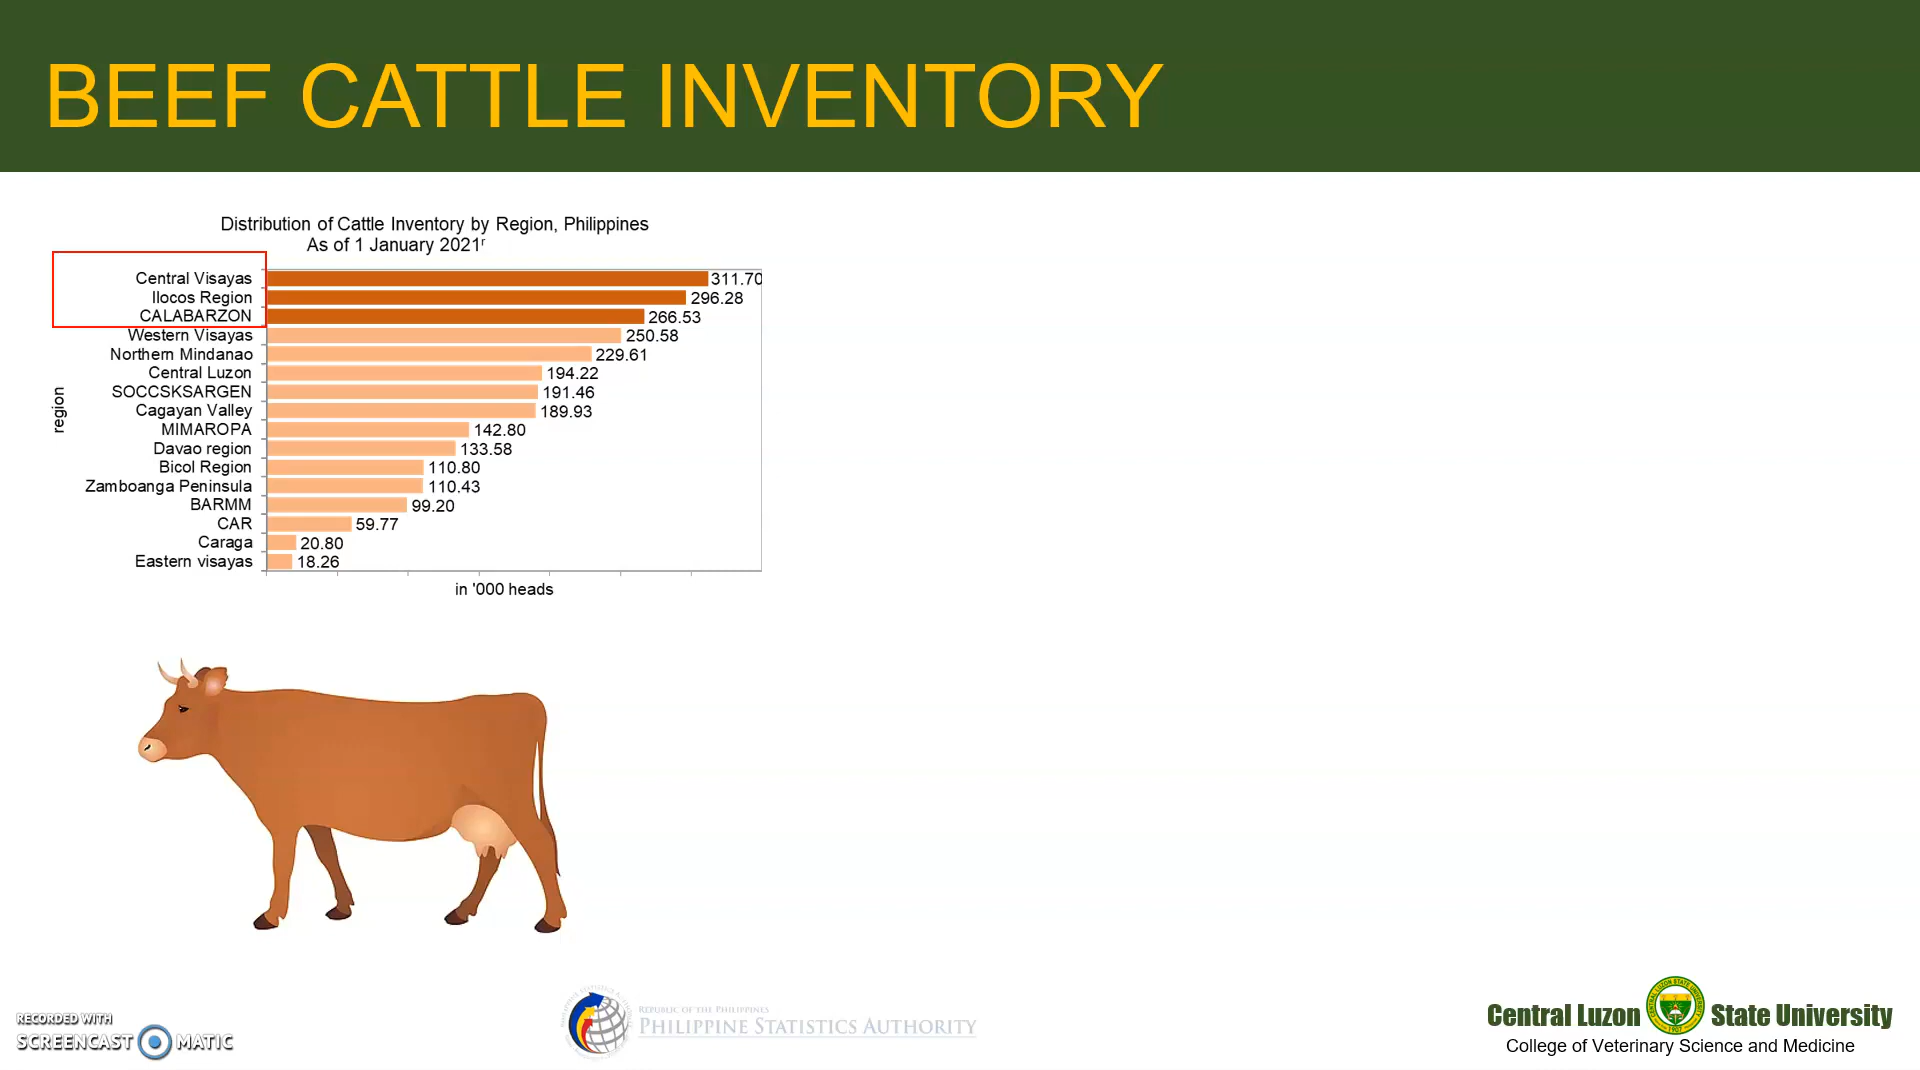 BEEF CATTLE INVENTORY
Distribution of Cattle Inventory by Region, Philippines
As of 1 January 2021ʳ
Central Visayas 311.70
Ilocos Region 296.28
CALABARZON 266.53
Western Visayas 250.58
Northern Mindanao 229.61
Central Luzon 194.22
SOCCSKSARGEN 191.46
Cagayan Valley 189.93
MIMAROPA 142.80
Davao region 133.58
Bicol Region 110.80
Zamboanga Peninsula 110.43
BARMM 99.20
CAR 59.77
Caraga 20.80
Eastern visayas 18.26
region
in '000 heads
RECORDED WITH
SCREENCAST MATIC
REPUBLIC OF THE PHILIPPINES
PHILIPPINE STATISTICS AUTHORITY
Central Luzon State University
College of Veterinary Science and Medicine